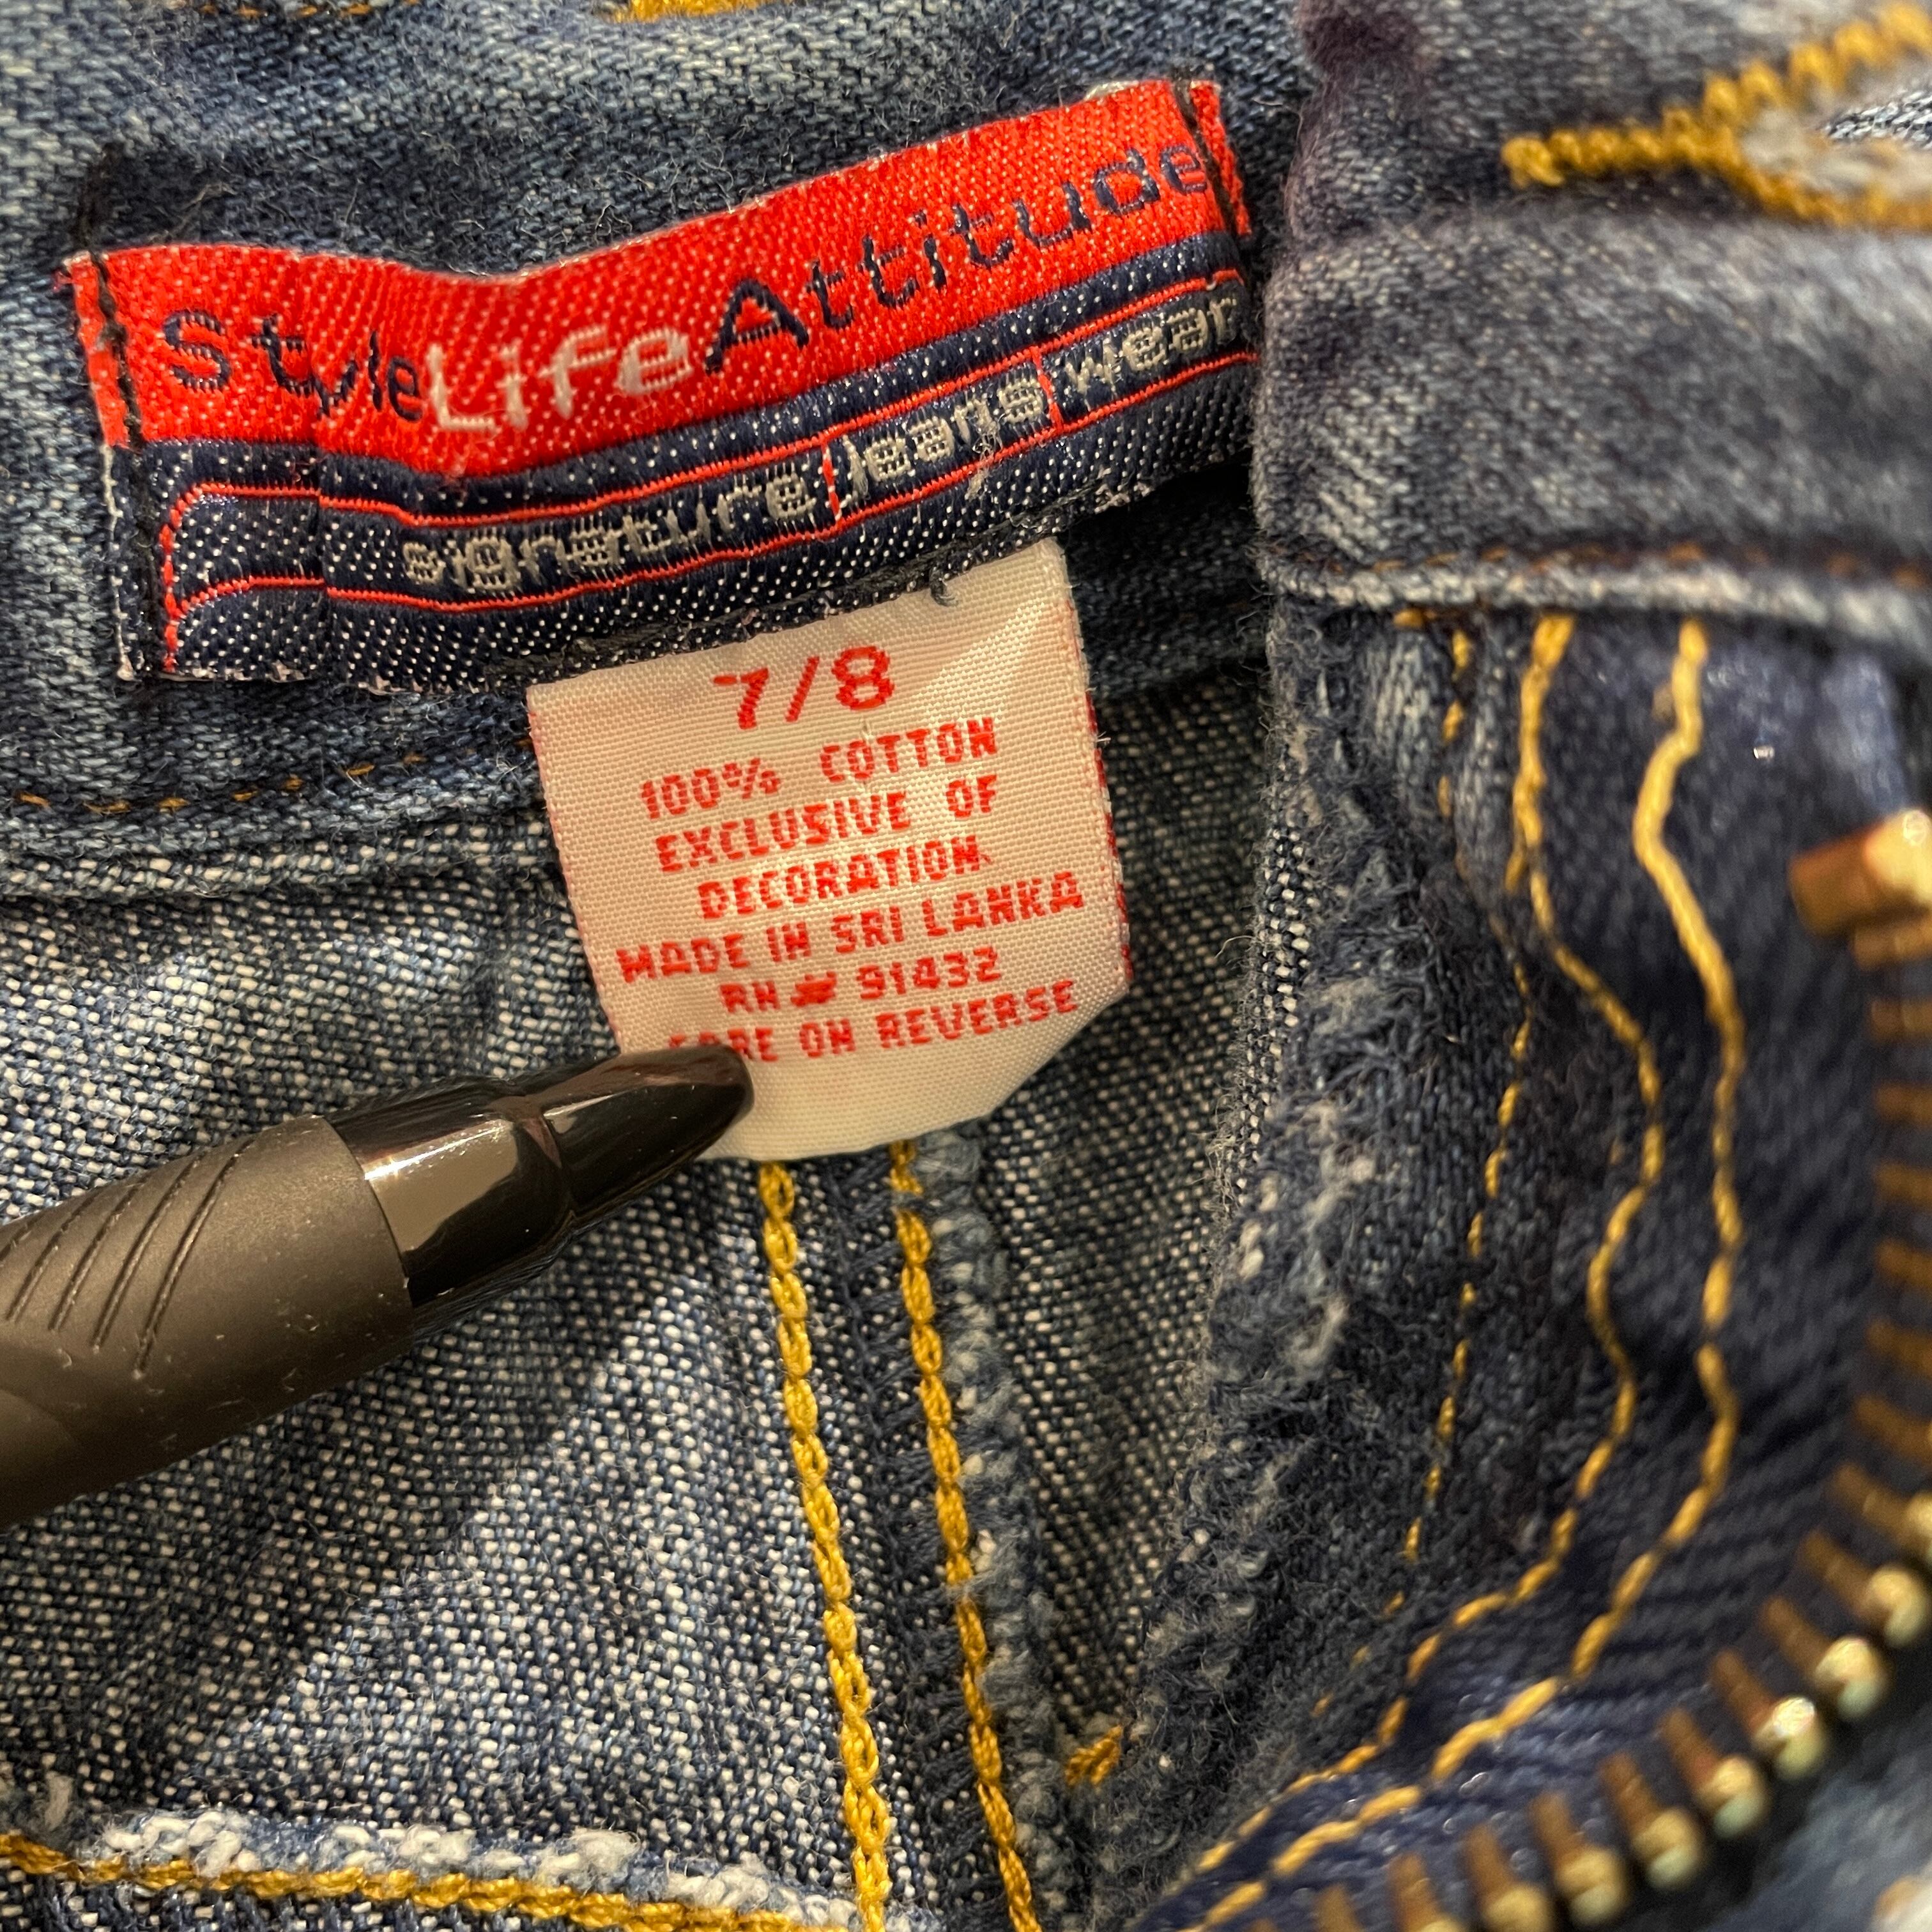 StyleLifeAttitude
signature jeans wear
7/8
100% COTTON
EXCLUSIVE OF
DECORATION.
MADE IN SRI LANKA
RN # 91432
CARE ON REVERSE